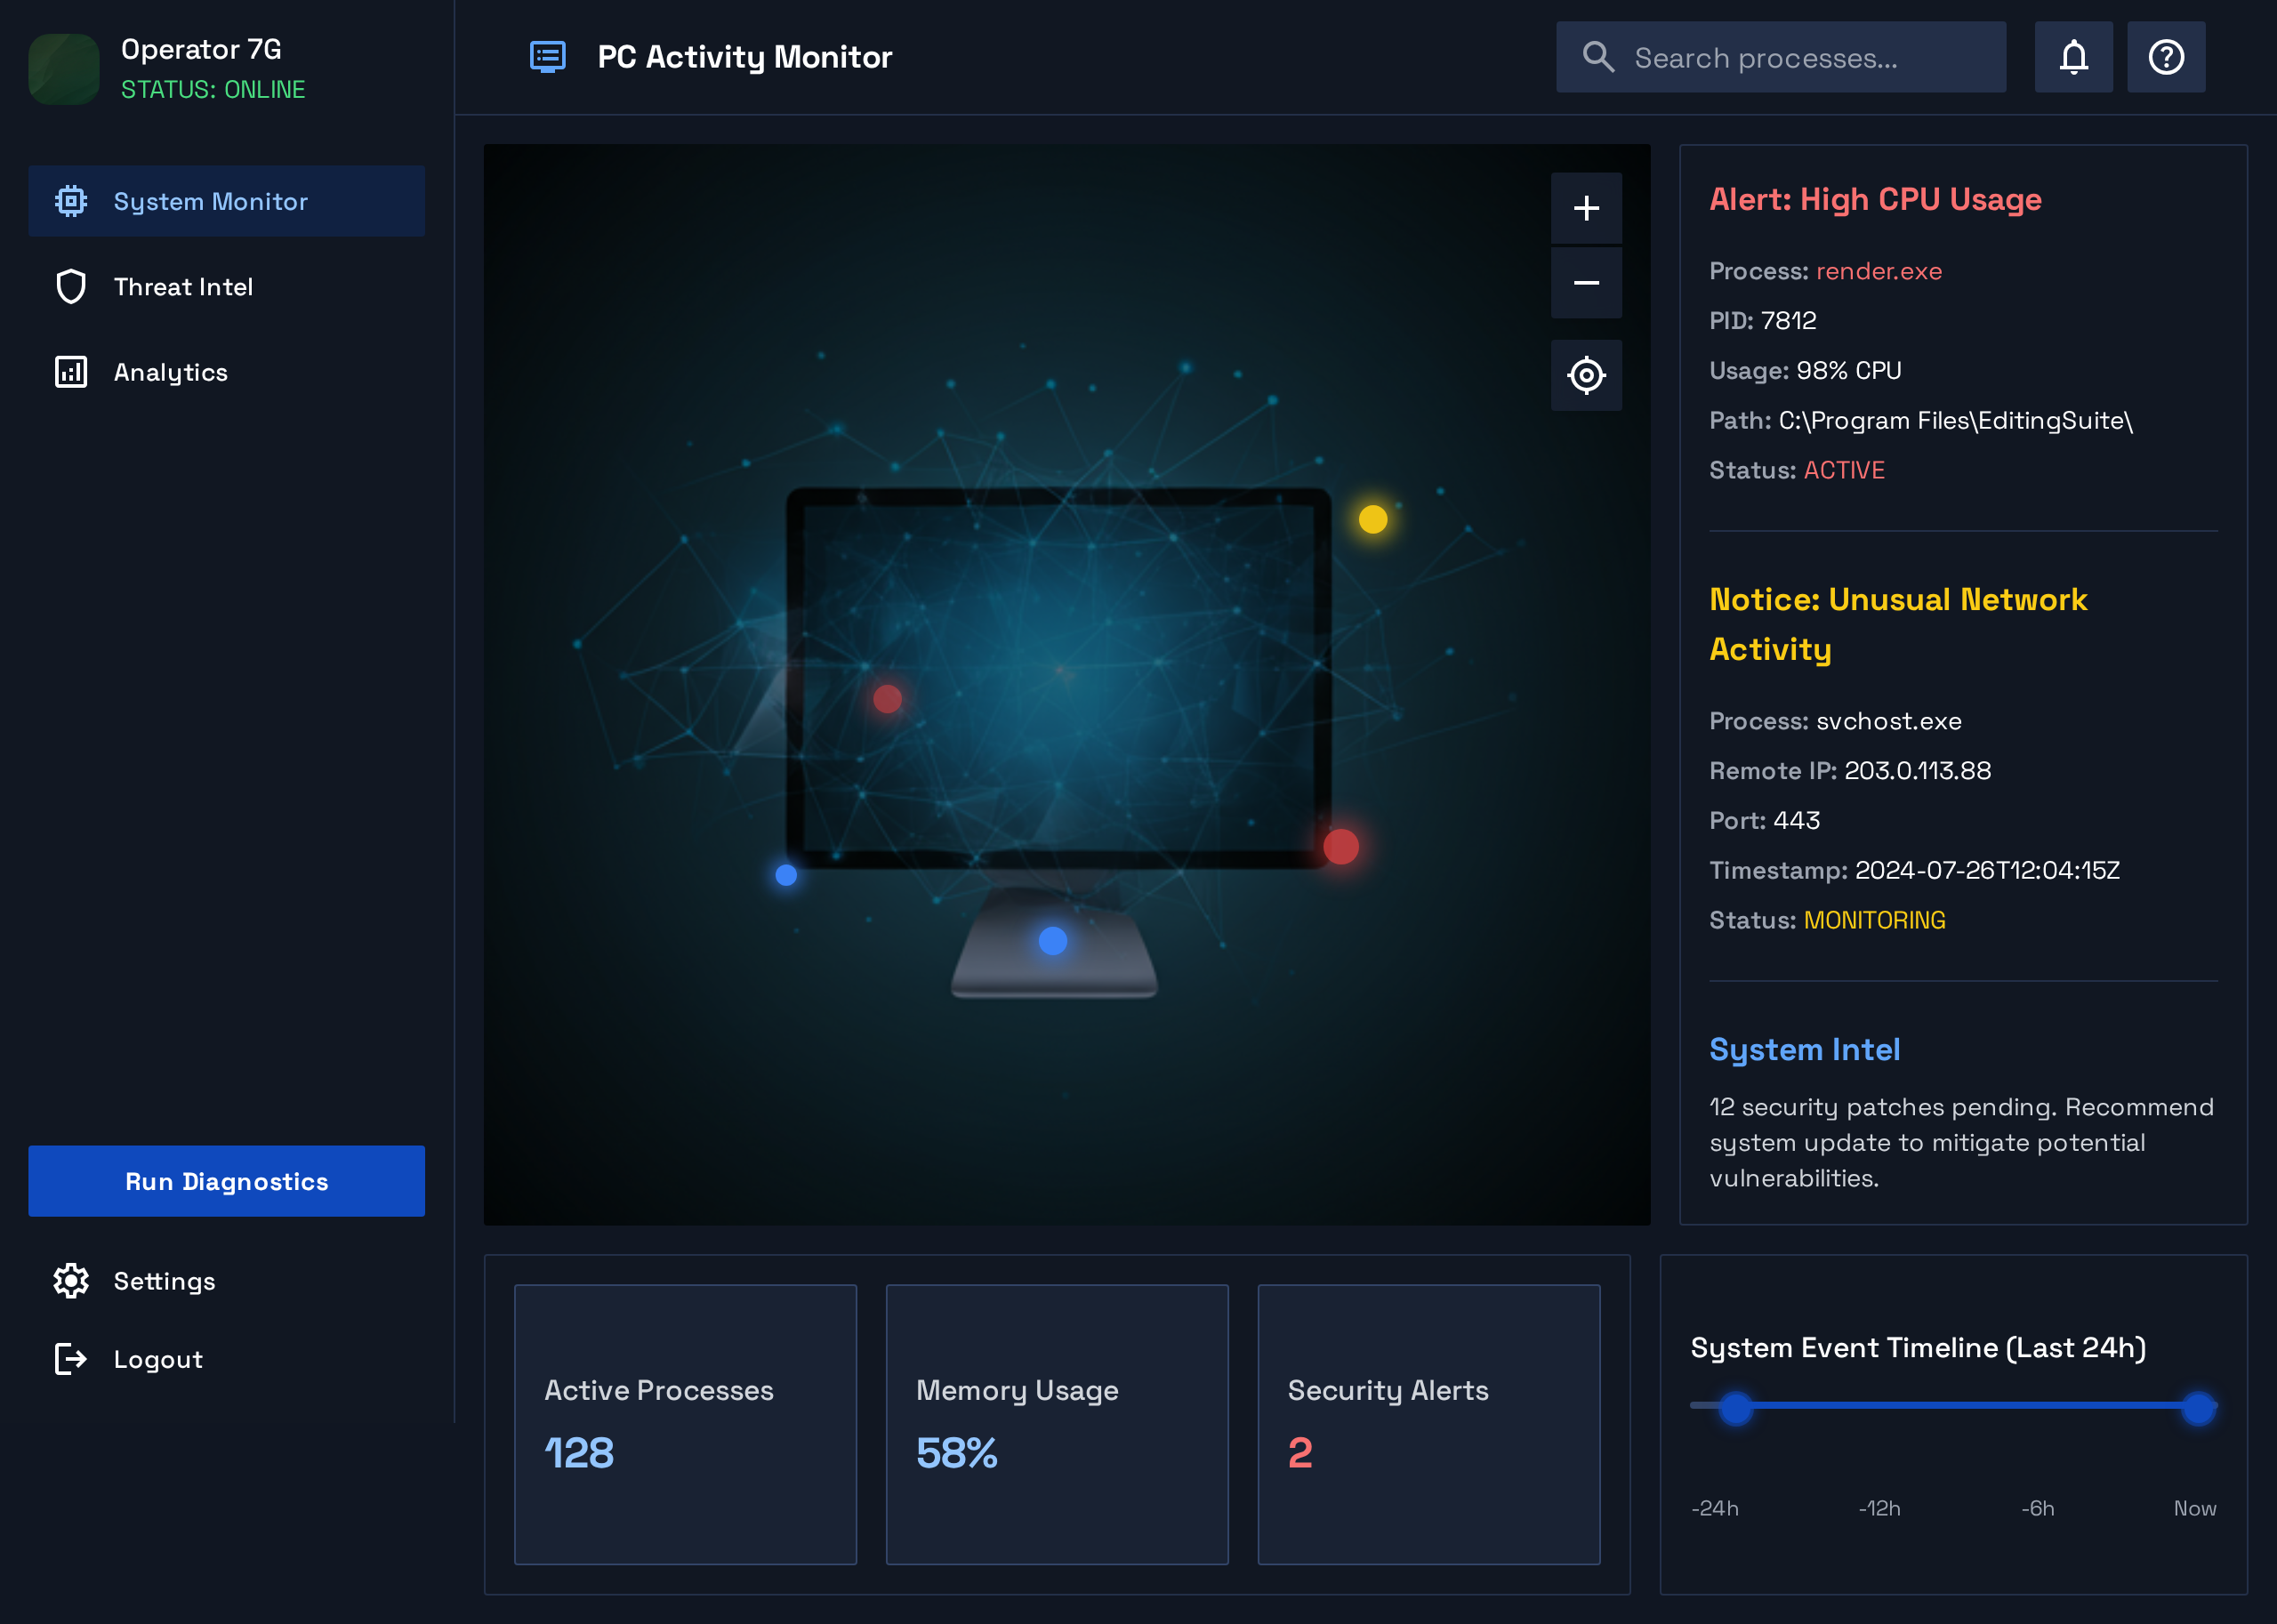 Operator 7G
STATUS: ONLINE
System Monitor
Threat Intel
Analytics
Run Diagnostics
Settings
Logout
PC Activity Monitor
Search processes...
Alert: High CPU Usage
Process: render.exe
PID: 7812
Usage: 98% CPU
Path: C:\Program Files\EditingSuite\
Status: ACTIVE
Notice: Unusual Network
Activity
Process: svchost.exe
Remote IP: 203.0.113.88
Port: 443
Timestamp: 2024-07-26T12:04:15Z
Status: MONITORING
System Intel
12 security patches pending. Recommend
system update to mitigate potential
vulnerabilities.
Active Processes
128
Memory Usage
58%
Security Alerts
2
System Event Timeline (Last 24h)
-24h
-12h
-6h
Now